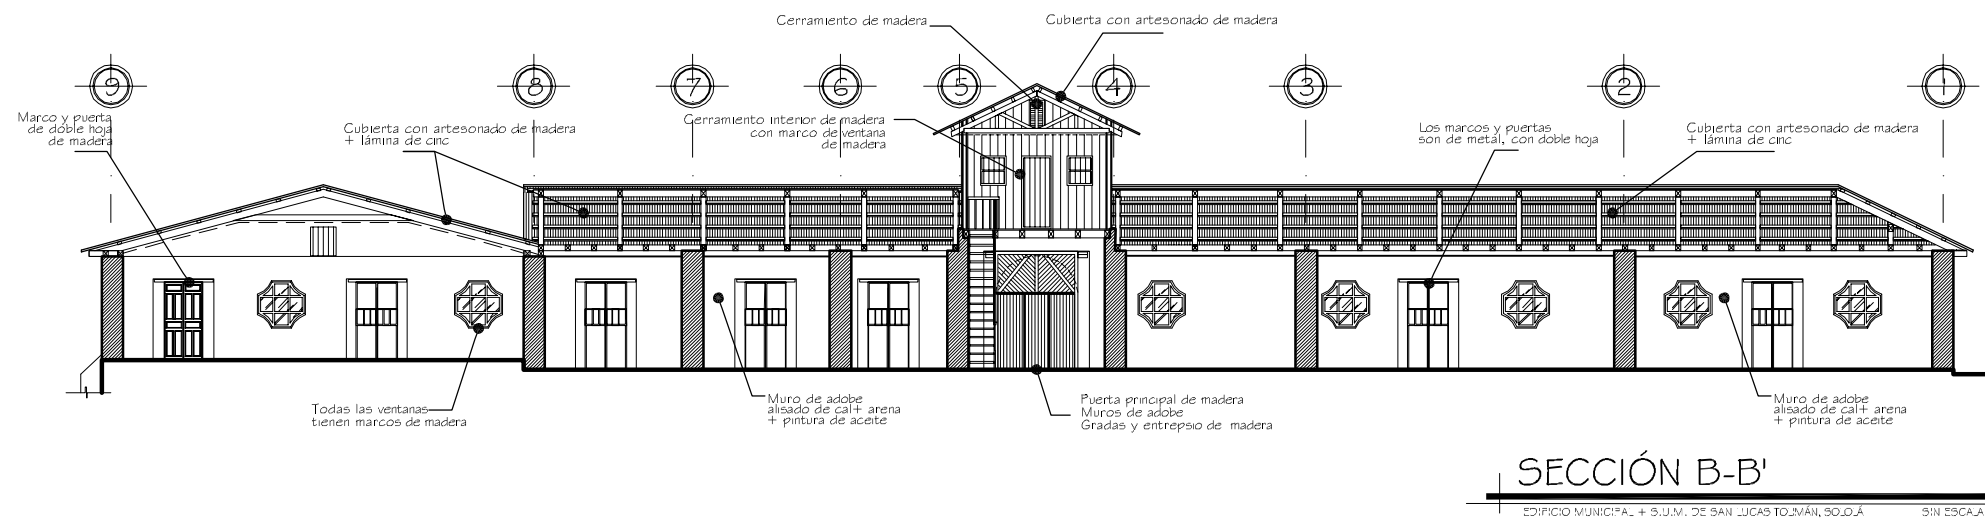 Cerramiento de madera
Cubierta con artesonado de madera
9
8
7
6
5
4
3
2
1
Marco y puerta
de doble hoja
de madera
Cubierta con artesonado de madera
+ lámina de cinc
Cerramiento interior de madera
con marco de ventana
de madera
Los marcos y puertas
son de metal, con doble hoja
Cubierta con artesonado de madera
+ lámina de cinc
Todas las ventanas
tienen marcos de madera
Muro de adobe
alisado de cal+ arena
+ pintura de aceite
Puerta principal de madera
Muros de adobe
Gradas y entrepsio de madera
Muro de adobe
alisado de cal+ arena
+ pintura de aceite
SECCIÓN B-B'
EDIFICIO MUNICIPAL + S.U.M. DE SAN LUCAS TOLIMÁN, SOLOLÁ
SIN ESCALA